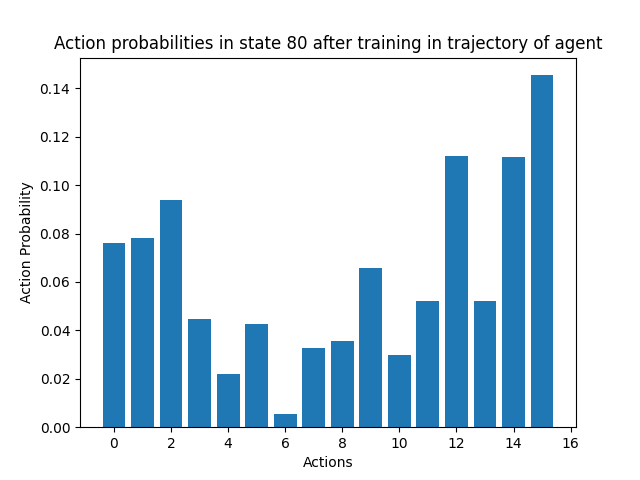 Action probabilities in state 80 after training in trajectory of agent
0.14
0.12
0.10
0.08
0.06
0.04
0.02
0.00
Action Probability
0 2 4 6 8 10 12 14 16
Actions